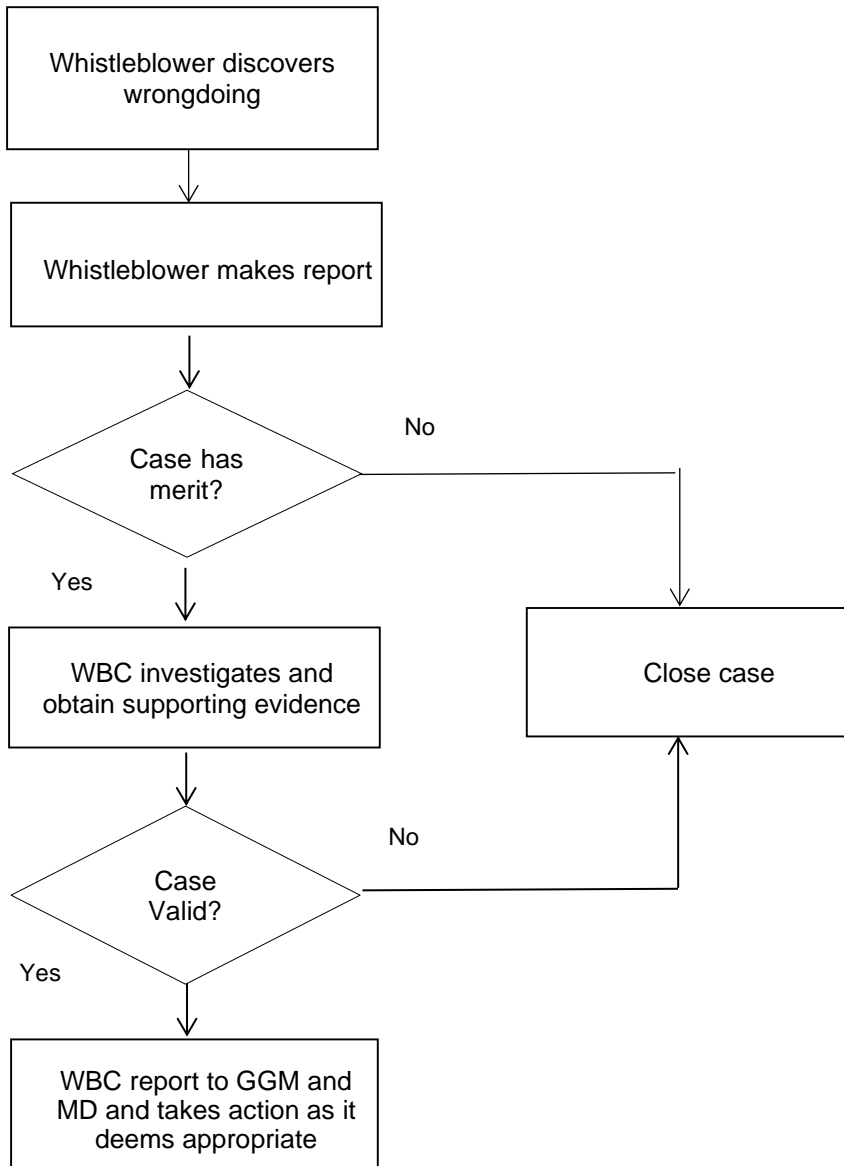 Whistleblower discovers
wrongdoing
Whistleblower makes report
No
Case has
merit?
Yes
WBC investigates and
obtain supporting evidence
Close case
No
Case
Valid?
Yes
WBC report to GGM and
MD and takes action as it
deems appropriate